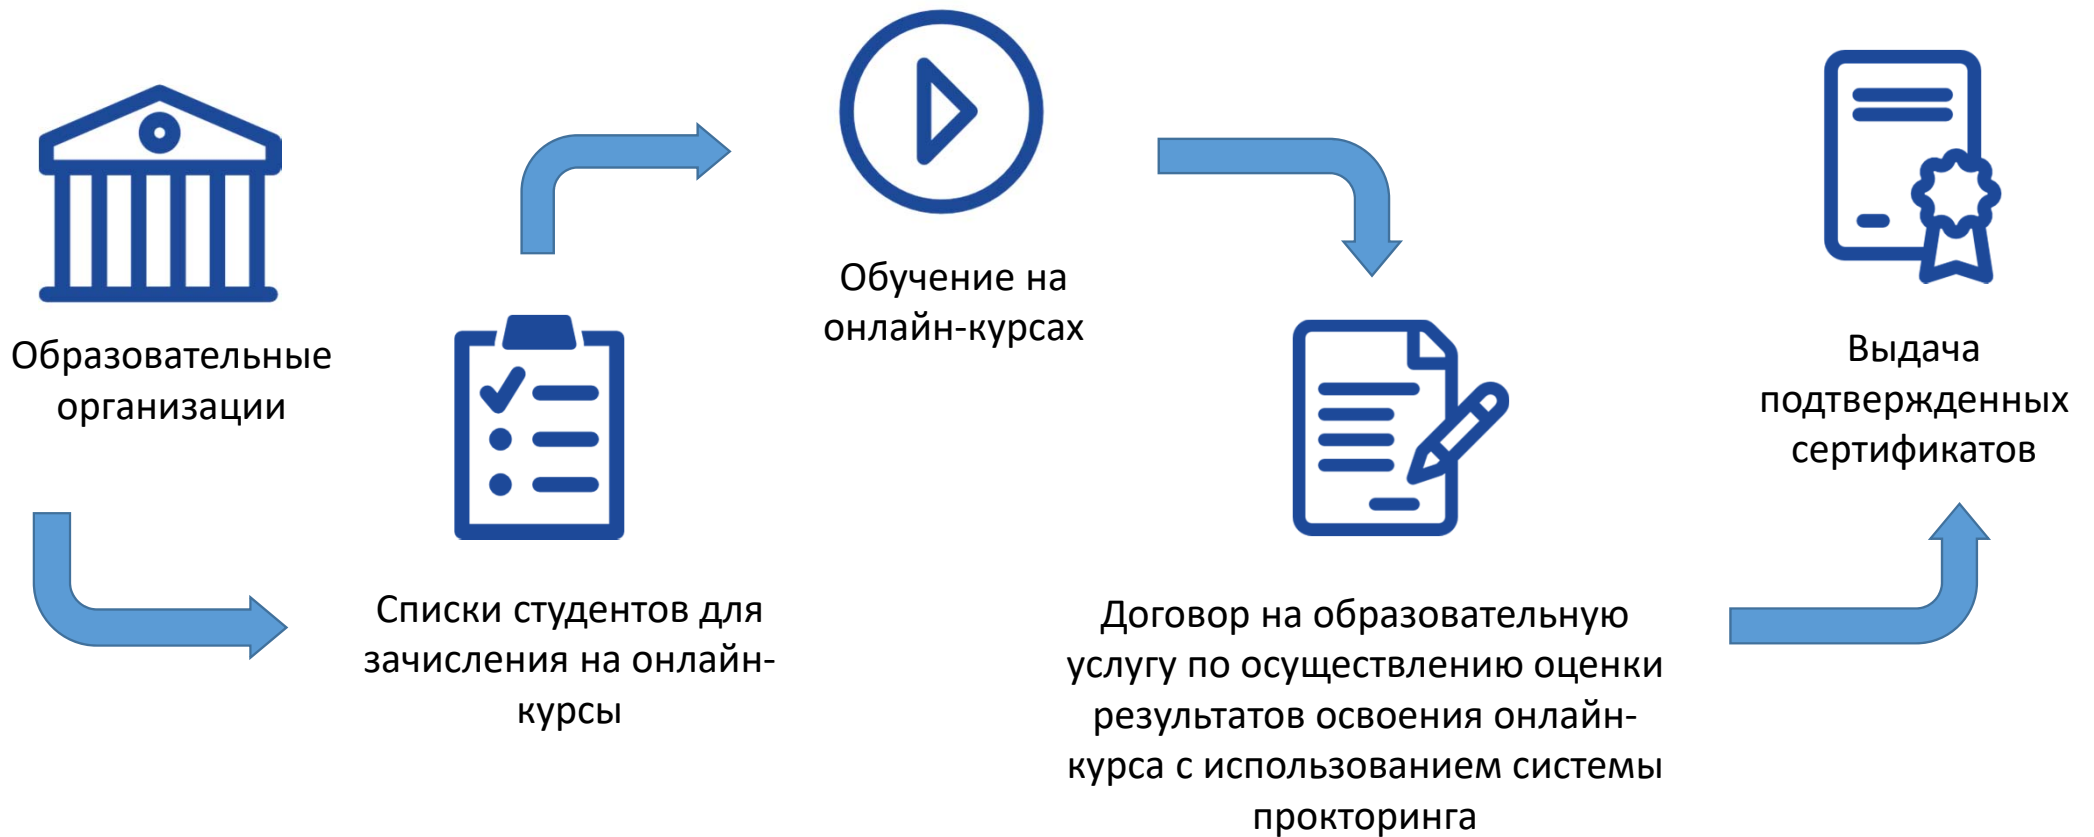 Образовательные
организации
Списки студентов для
зачисления на онлайн-
курсы
Обучение на
онлайн-курсах
Договор на образовательную
услугу по осуществлению оценки
результатов освоения онлайн-
курса с использованием системы
прокторинга
Выдача
подтвержденных
сертификатов